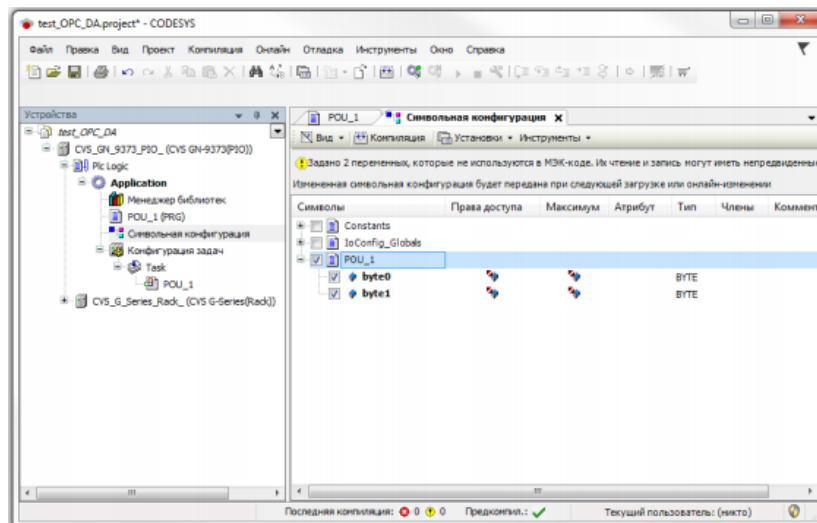 test_OPC_DA.project* - CODESYS
Файл Правка Вид Проект Компиляция Онлайн Отладка Инструменты Окно Справка
Устройства
test_OPC_DA
CVS_GN_9373_PIO_ (CVS GN-9373(PIO))
Plc Logic
Application
Менеджер библиотек
POU_1 (PRG)
Символьная конфигурация
Конфигурация задач
Task
POU_1
CVS_G_Series_Rack_ (CVS G-Series(Rack))
POU_1 Символьная конфигурация
Вид Компиляция Установки Инструменты
Задано 2 переменных, которые не используются в МЭК-коде. Их чтение и запись могут иметь непредвиденные
Измененная символьная конфигурация будет передана при следующей загрузке или онлайн-изменении
Символы Права доступа Максимум Атрибут Тип Члены Коммент
Constants
IoConfig_Globals
POU_1
byte0 BYTE
byte1 BYTE
Последняя компиляция: 0 0 Предкомпил.: Текущий пользователь: (никто)